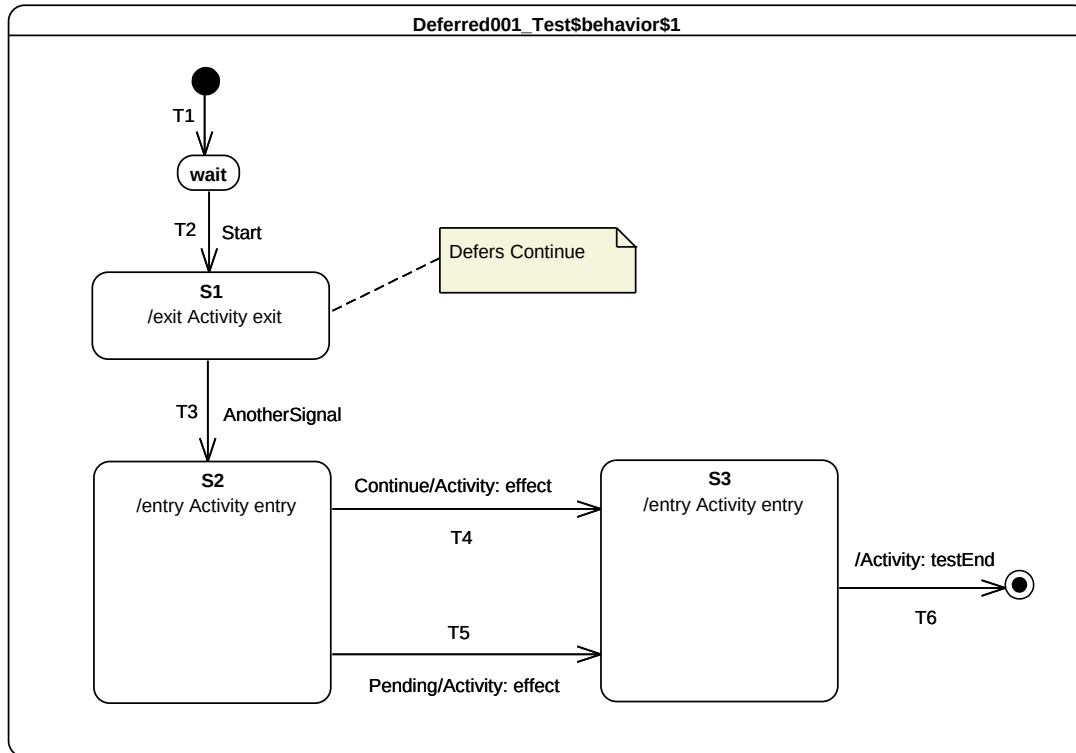 Deferred001_Test$behavior$1
T1
wait
T2
Start
Defers Continue
S1
/exit Activity exit
T3
AnotherSignal
S2
/entry Activity entry
Continue/Activity: effect
T4
T5
Pending/Activity: effect
S3
/entry Activity entry
/Activity: testEnd
T6